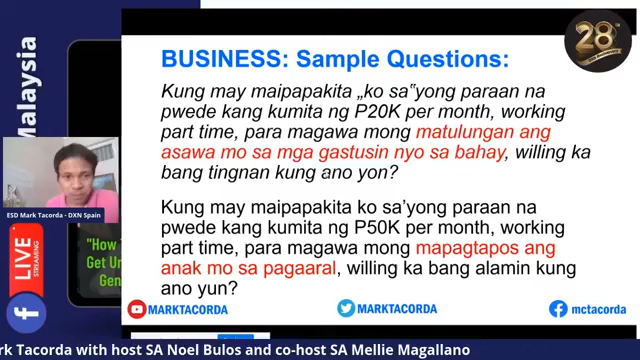 Malaysia
28th
BUSINESS: Sample Questions:
Kung may maipapakita „ko sa‟yong paraan na
pwede kang kumita ng P20K per month, working
part time, para magawa mong matulungan ang
asawa mo sa mga gastusin nyo sa bahay, willing ka
bang tingnan kung ano yon?
Kung may maipapakita ko sa’yong paraan na
pwede kang kumita ng P50K per month, working
part time, para magawa mong mapagtapos ang
anak mo sa pagaaral, willing ka bang alamin kung
ano yun?
ESD Mark Tacorda - DXN Spain
LIVE
STREAMING
"How
Get
Gen
MARKTACORDA
MARKTACORDA
mctacorda
rk Tacorda with host SA Noel Bulos and co-host SA Mellie Magallano